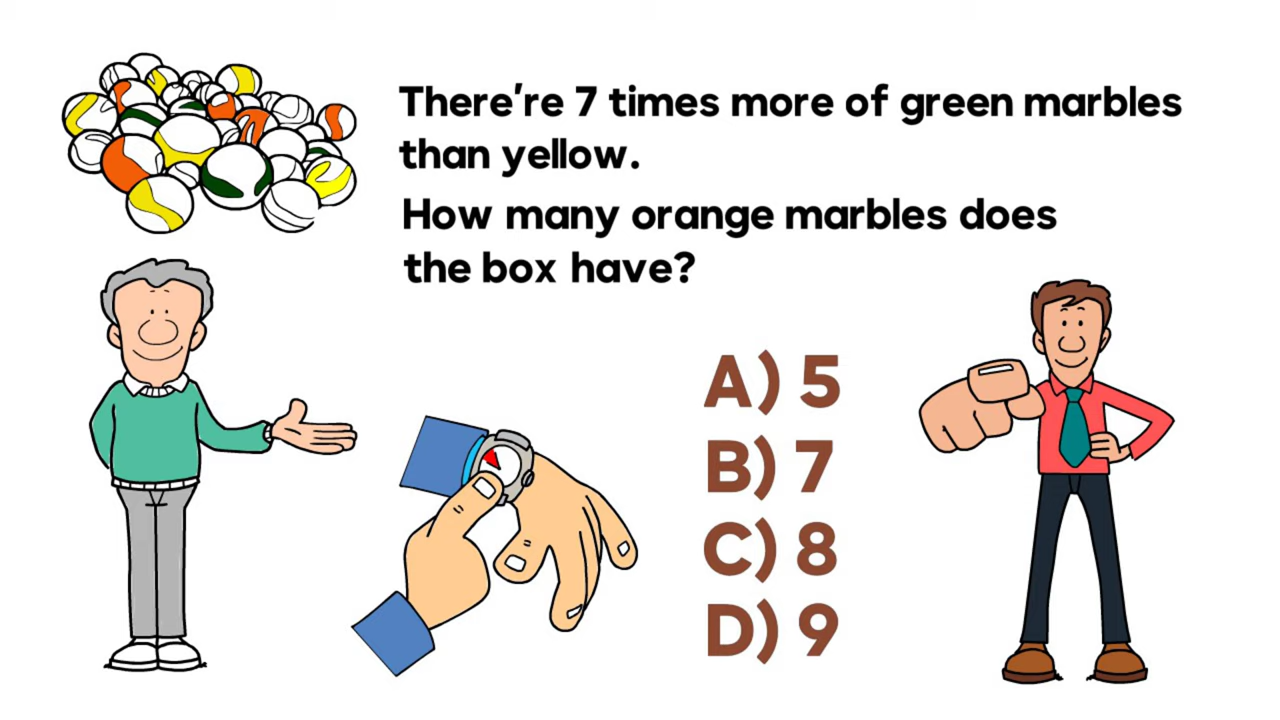 There're 7 times more of green marbles
than yellow.
How many orange marbles does
the box have?
A) 5
B) 7
C) 8
D) 9